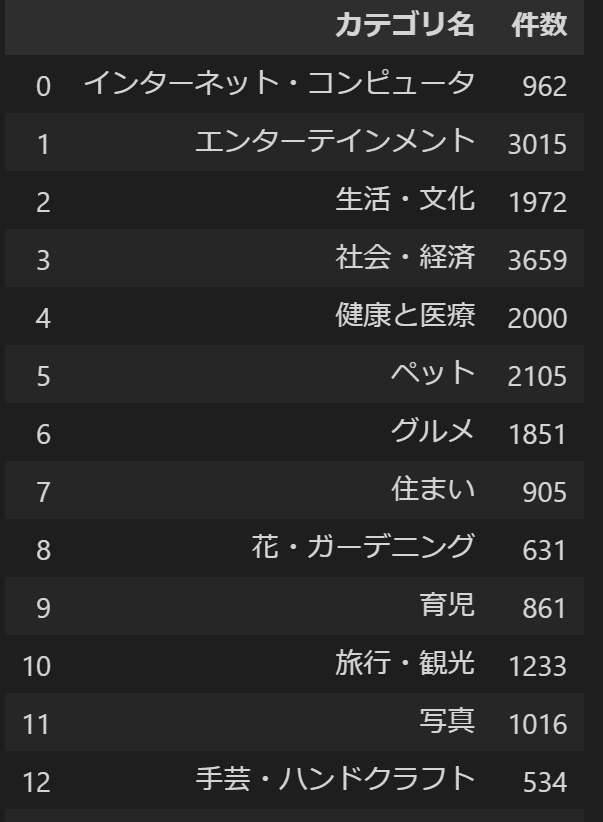 カテゴリ名 件数
0 インターネット・コンピュータ 962
1 エンターテインメント 3015
2 生活・文化 1972
3 社会・経済 3659
4 健康と医療 2000
5 ペット 2105
6 グルメ 1851
7 住まい 905
8 花・ガーデニング 631
9 育児 861
10 旅行・観光 1233
11 写真 1016
12 手芸・ハンドクラフト 534